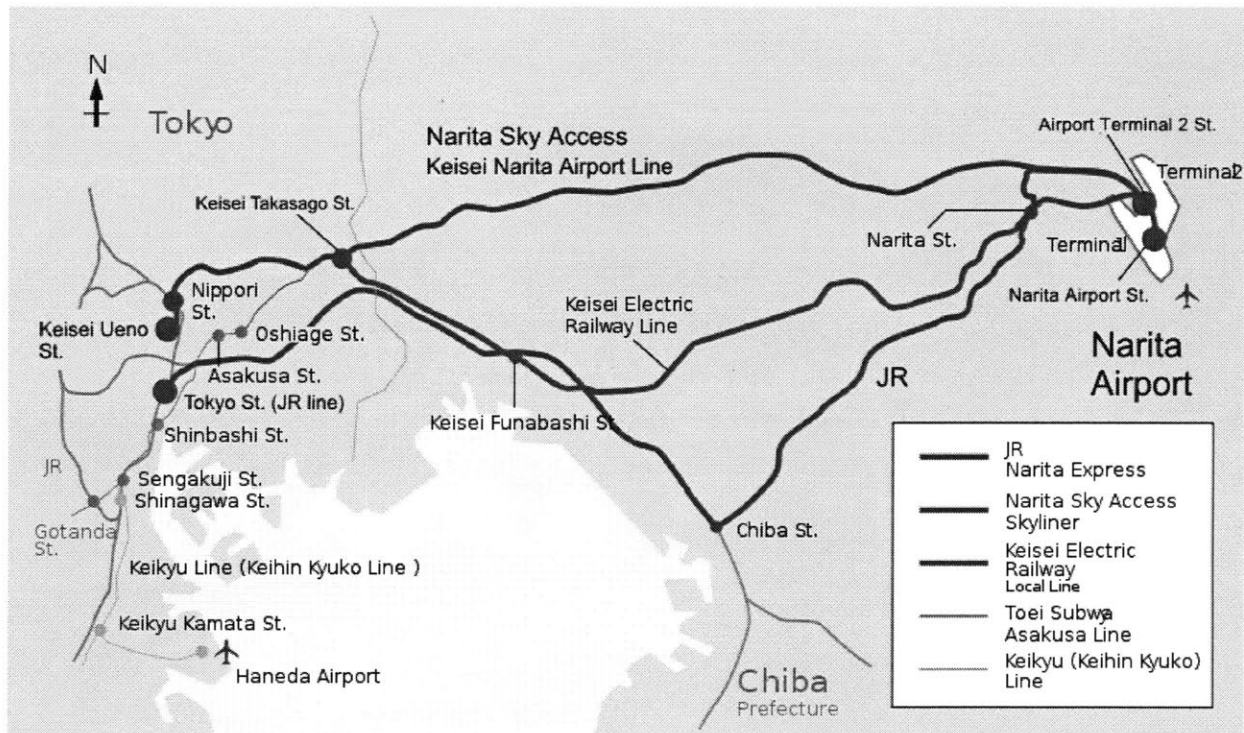 N
Tokyo
Narita Sky Access
Keisei Narita Airport Line
Airport Terminal 2 St.
Terminal2
Keisei Takasago St.
Narita St.
Terminal1
Narita Airport St.
Nippori
St.
Keisei Ueno
St.
Oshiage St.
Keisei Electric
Railway Line
Asakusa St.
Tokyo St. (JR line)
Narita
Airport
JR
Keisei Funabashi St.
Shinbashi St.
JR
Sengakuji St.
Shinagawa St.
Gotanda
St.
Chiba St.
Keikyu Line (Keihin Kyuko Line )
Keikyu Kamata St.
Haneda Airport
Chiba
Prefecture
JR
Narita Express
Narita Sky Access
Skyliner
Keisei Electric
Railway
Local Line
Toei Subwya
Asakusa Line
Keikyu (Keihin Kyuko)
Line